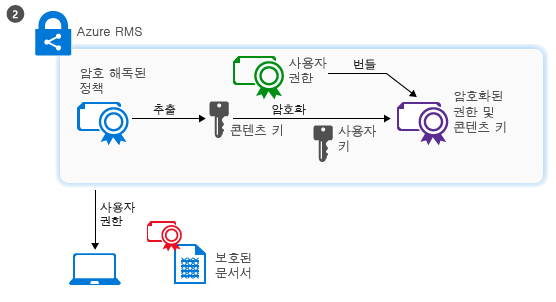 2
Azure RMS
암호 해독된
정책
추출
콘텐츠 키
사용자
권한
번들
암호화
사용자
키
암호화된
권한 및
콘텐츠 키
사용자
권한
보호된
문서서